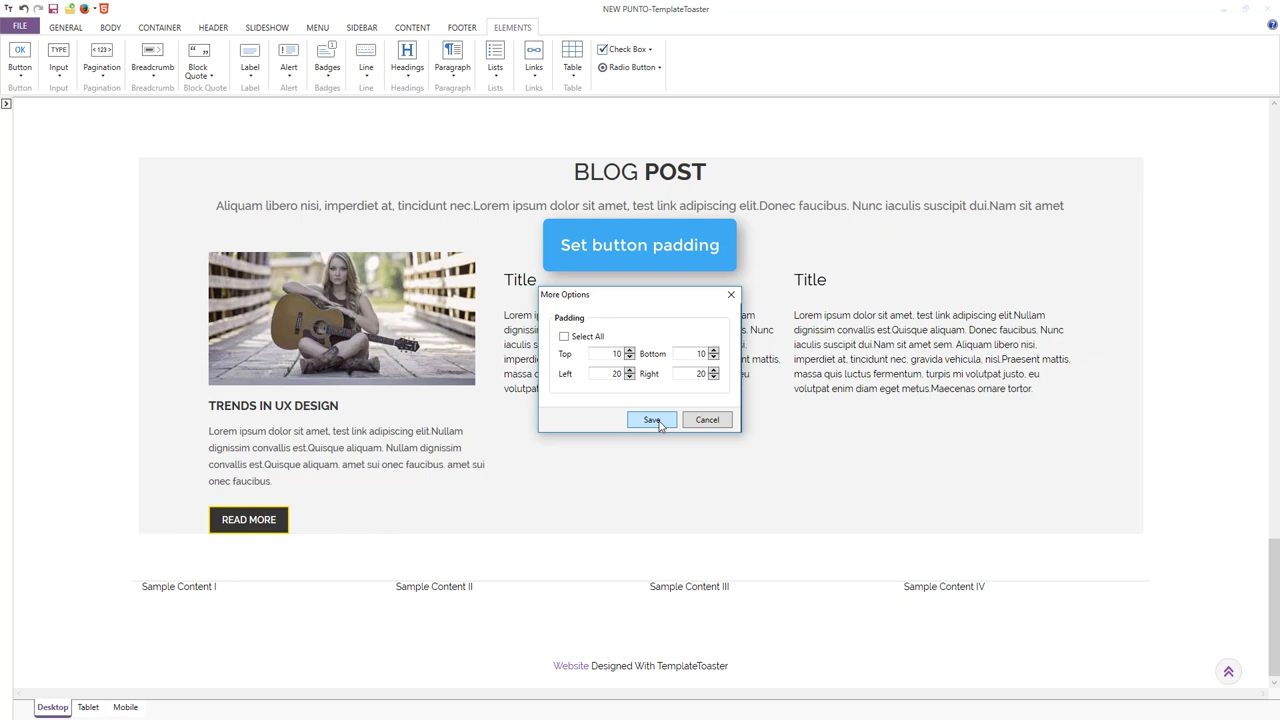 NEW PUNTO-TemplateToaster
FILE GENERAL BODY CONTAINER HEADER SLIDESHOW MENU SIDEBAR CONTENT FOOTER ELEMENTS
OK TYPE <123> “ ” H
Button Input Pagination Breadcrumb Block Quote Label Alert Badges Line Headings Paragraph Lists Links Table
Check Box
Radio Button
Button Input Pagination Breadcrumb Block Quote Label Alert Badges Line Headings Paragraph Lists Links Table
BLOG POST
Aliquam libero nisi, imperdiet at, tincidunt nec.Lorem ipsum dolor sit amet, test link adipiscing elit.Donec faucibus. Nunc iaculis suscipit dui.Nam sit amet
Set button padding
TRENDS IN UX DESIGN
Lorem ipsum dolor sit amet, test link adipiscing elit. Nullam
dignissim convallis est.Quisque aliquam. Nullam dignissim
convallis est.Quisque aliquam. amet sui onec faucibus. amet sui
onec faucibus.
READ MORE
Title
More Options
Padding
Select All
Top 10 Bottom 10
Left 20 Right 20
Save Cancel
Title
Lorem ipsum dolor sit amet, test link adipiscing elit. Nullam
dignissim convallis est.Quisque aliquam. Donec faucibus. Nunc
iaculis suscipit dui.Nam sit amet sem. Aliquam libero nisi,
imperdiet at, tincidunt nec, gravida vehicula, nisl.Praesent mattis,
massa quis luctus fermentum, turpis mi volutpat justo, eu
volutpat enim diam eget metus.Maecenas ornare tortor.
Sample Content I Sample Content II Sample Content III Sample Content IV
Website Designed With TemplateToaster
Desktop Tablet Mobile